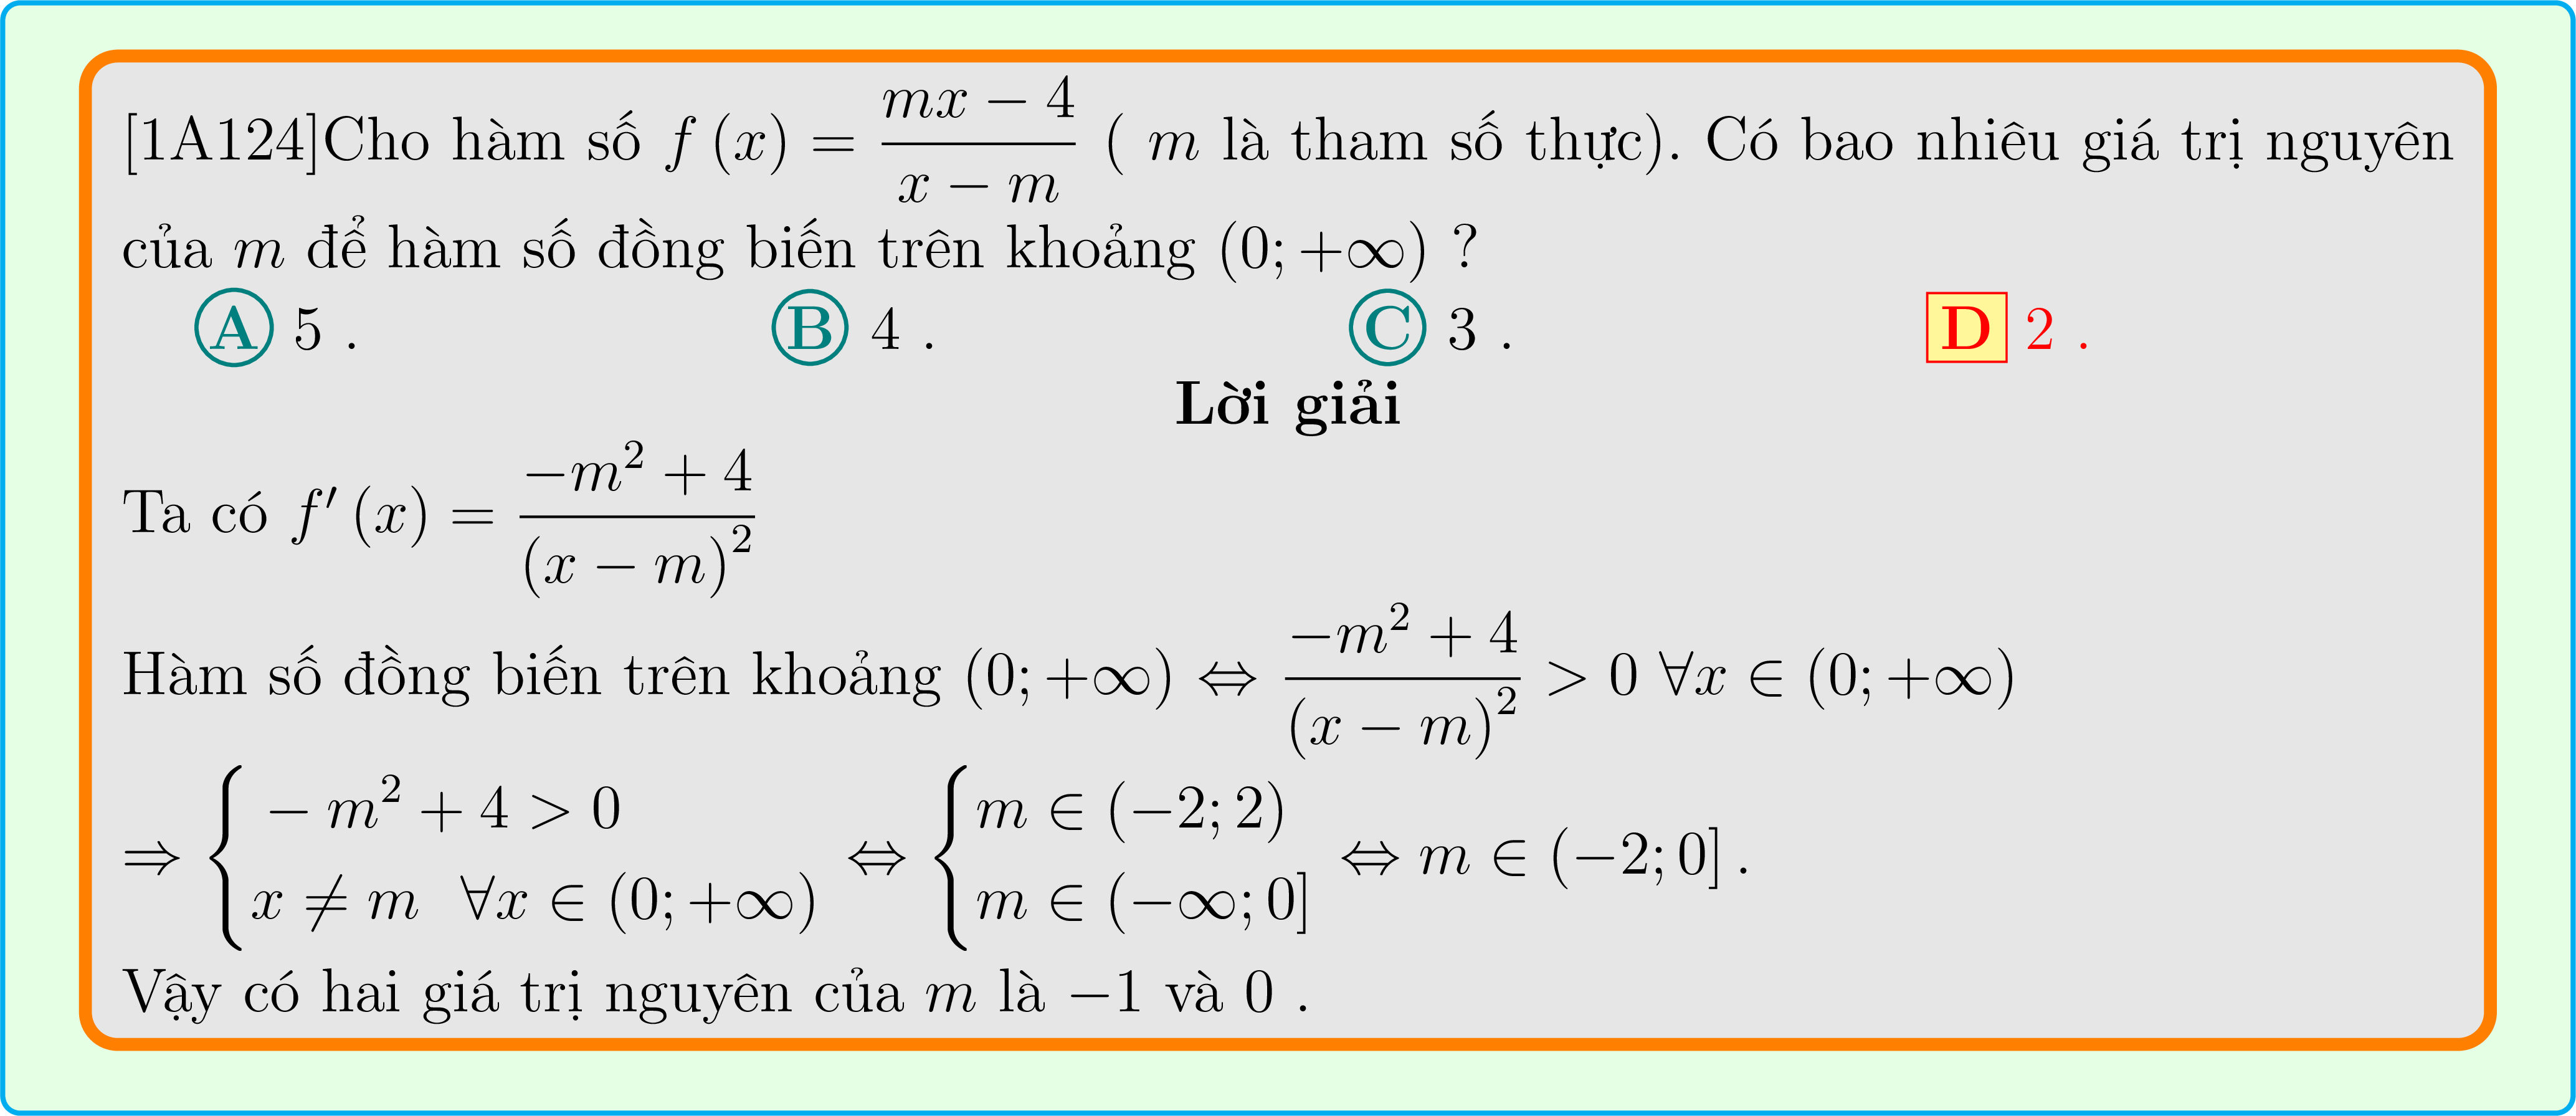 [1A124]Cho hàm số $f(x) = \dfrac{mx-4}{x-m}$ ( $m$ là tham số thực). Có bao nhiêu giá trị nguyên
của $m$ để hàm số đồng biến trên khoảng $(0;+\infty)$ ?
A 5 . B 4 . C 3 . D 2 .
Lời giải
Ta có $f'(x) = \dfrac{-m^2+4}{(x-m)^2}$
Hàm số đồng biến trên khoảng $(0;+\infty) \Leftrightarrow \dfrac{-m^2+4}{(x-m)^2} > 0 \ \forall x \in (0;+\infty)$
$\Rightarrow \begin{cases} -m^2+4 > 0 \\ x \neq m \ \ \forall x \in (0;+\infty) \end{cases} \Leftrightarrow \begin{cases} m \in (-2;2) \\ m \in (-\infty;0] \end{cases} \Leftrightarrow m \in (-2;0]$.
Vậy có hai giá trị nguyên của $m$ là $-1$ và $0$ .